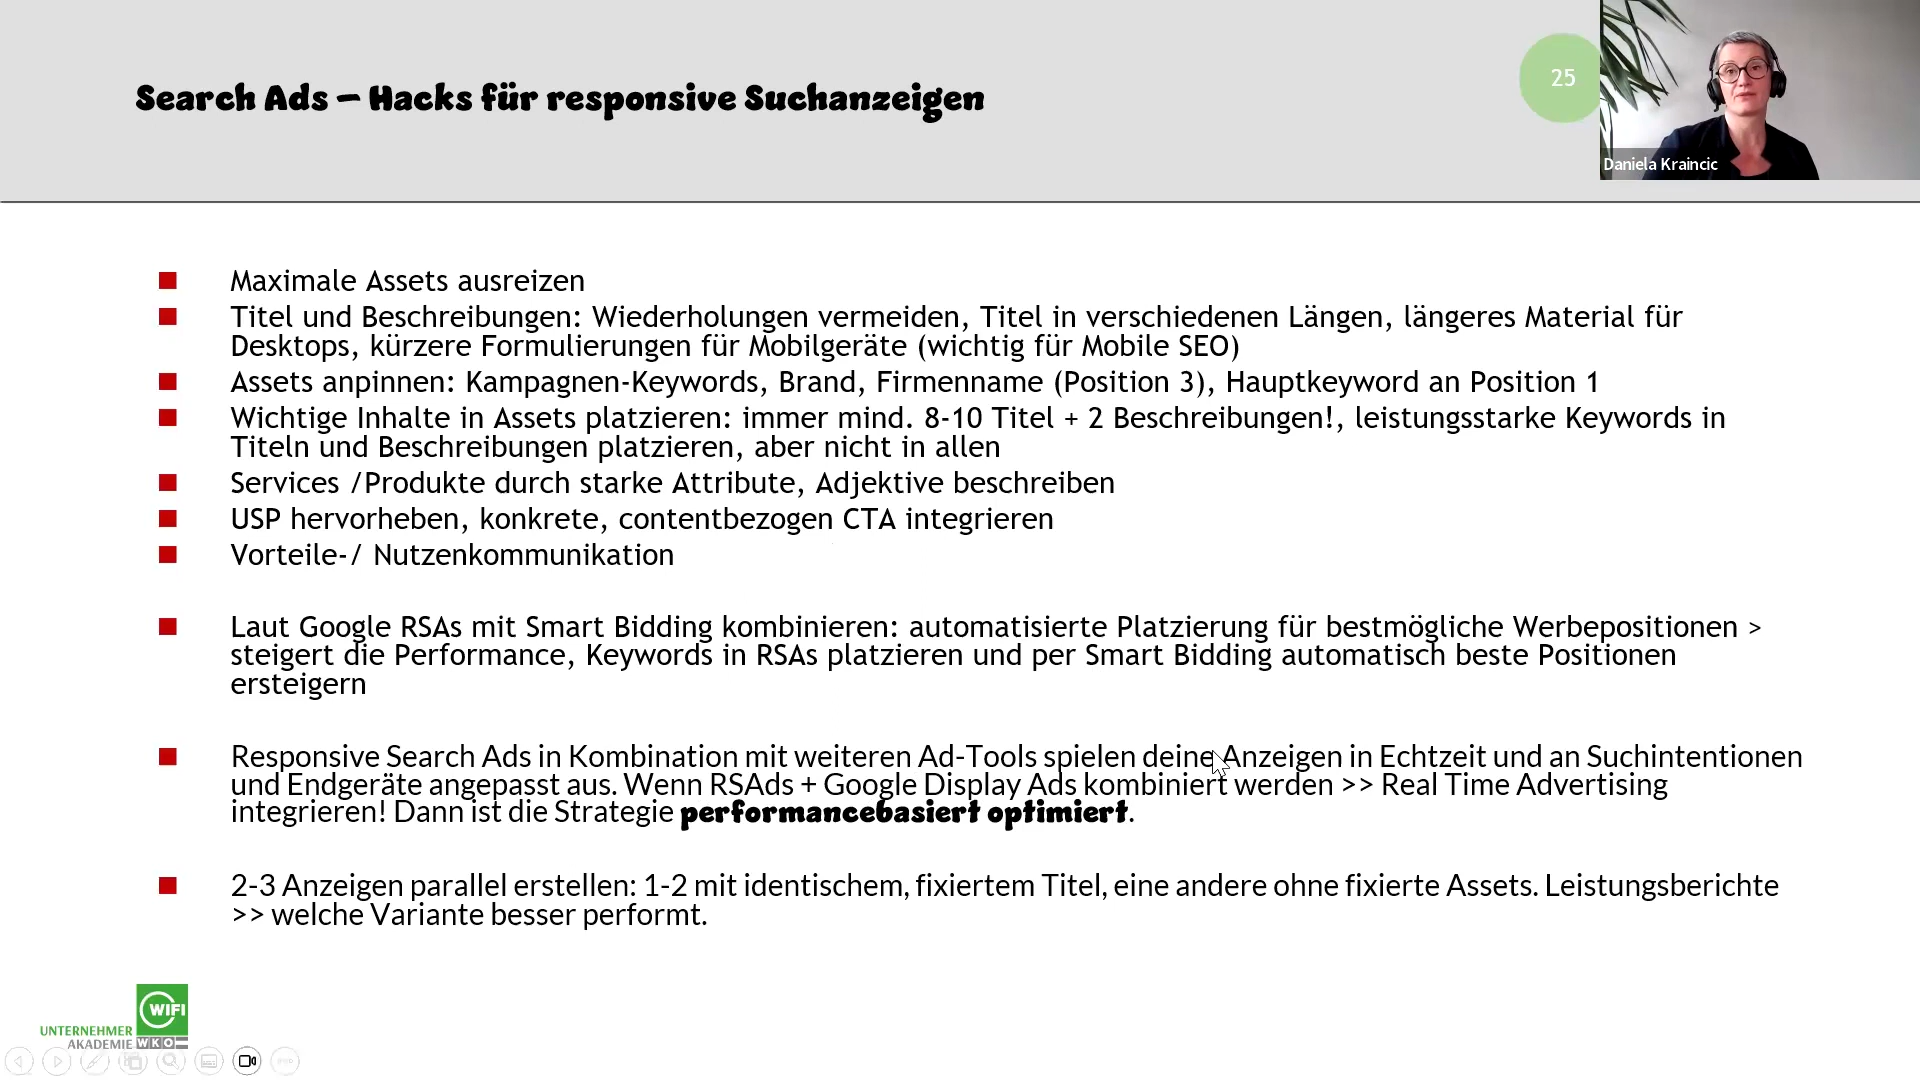 Search Ads – Hacks für responsive Suchanzeigen
25
Daniela Kraincic
Maximale Assets ausreizen
Titel und Beschreibungen: Wiederholungen vermeiden, Titel in verschiedenen Längen, längeres Material für
Desktops, kürzere Formulierungen für Mobilgeräte (wichtig für Mobile SEO)
Assets anpinnen: Kampagnen-Keywords, Brand, Firmenname (Position 3), Hauptkeyword an Position 1
Wichtige Inhalte in Assets platzieren: immer mind. 8-10 Titel + 2 Beschreibungen!, leistungsstarke Keywords in
Titeln und Beschreibungen platzieren, aber nicht in allen
Services /Produkte durch starke Attribute, Adjektive beschreiben
USP hervorheben, konkrete, contentbezogen CTA integrieren
Vorteile-/ Nutzenkommunikation
Laut Google RSAs mit Smart Bidding kombinieren: automatisierte Platzierung für bestmögliche Werbepositionen >
steigert die Performance, Keywords in RSAs platzieren und per Smart Bidding automatisch beste Positionen
ersteigern
Responsive Search Ads in Kombination mit weiteren Ad-Tools spielen deine Anzeigen in Echtzeit und an Suchintentionen
und Endgeräte angepasst aus. Wenn RSAds + Google Display Ads kombiniert werden >> Real Time Advertising
integrieren! Dann ist die Strategie performancebasiert optimiert.
2-3 Anzeigen parallel erstellen: 1-2 mit identischem, fixiertem Titel, eine andere ohne fixierte Assets. Leistungsberichte
>> welche Variante besser performt.
WIFI
UNTERNEHMER
AKADEMIE WKO